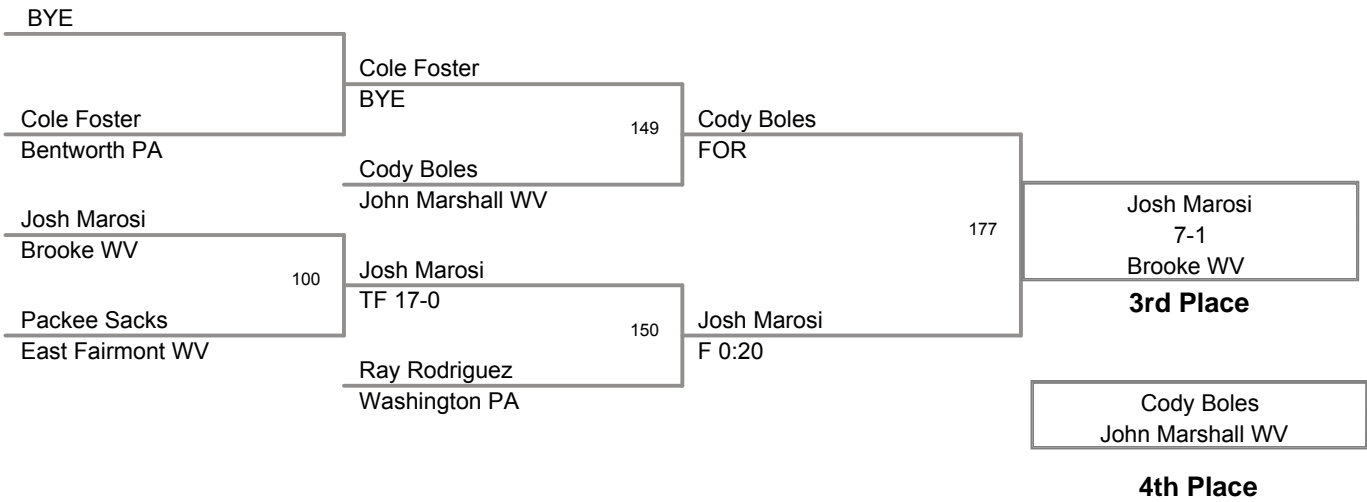 BYE
Cole Foster
BYE
Cole Foster
Bentworth PA
149
Cody Boles
FOR
Cody Boles
John Marshall WV
Josh Marosi
Brooke WV
177
Josh Marosi
7-1
Brooke WV
3rd Place
100
Josh Marosi
TF 17-0
Packee Sacks
East Fairmont WV
150
Josh Marosi
F 0:20
Ray Rodriguez
Washington PA
Cody Boles
John Marshall WV
4th Place